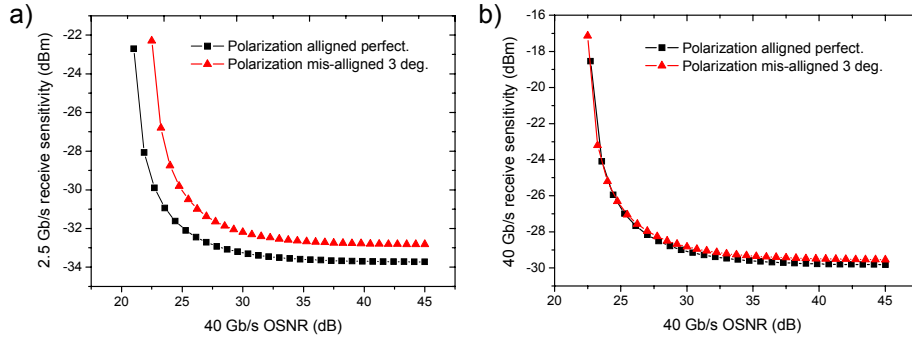 a)
2.5 Gb/s receive sensitivity (dBm)
-22
-24
-26
-28
-30
-32
-34
Polarization alligned perfect.
Polarization mis-alligned 3 deg.
20 25 30 35 40 45
40 Gb/s OSNR (dB)
b)
40 Gb/s receive sensitivity (dBm)
-16
-18
-20
-22
-24
-26
-28
-30
Polarization alligned perfect.
Polarization mis-alligned 3 deg.
20 25 30 35 40 45
40 Gb/s OSNR (dB)